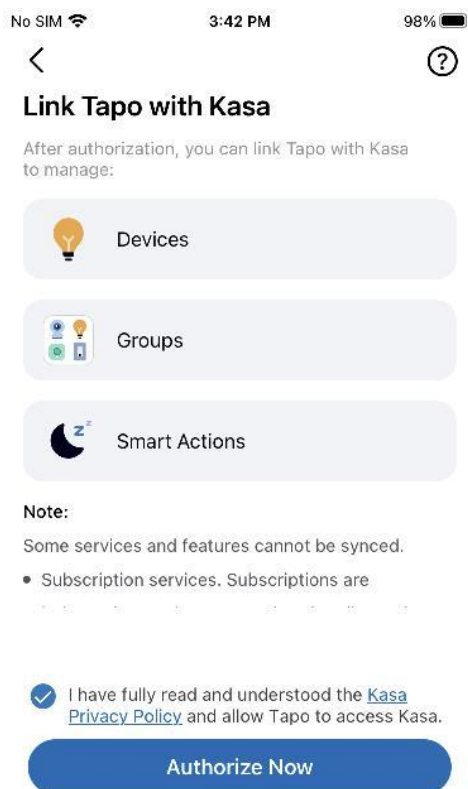 No SIM 3:42 PM 98%
Link Tapo with Kasa
After authorization, you can link Tapo with Kasa
to manage:
Devices
Groups
z z
Smart Actions
Note:
Some services and features cannot be synced.
• Subscription services. Subscriptions are
I have fully read and understood the Kasa
Privacy Policy and allow Tapo to access Kasa.
Authorize Now